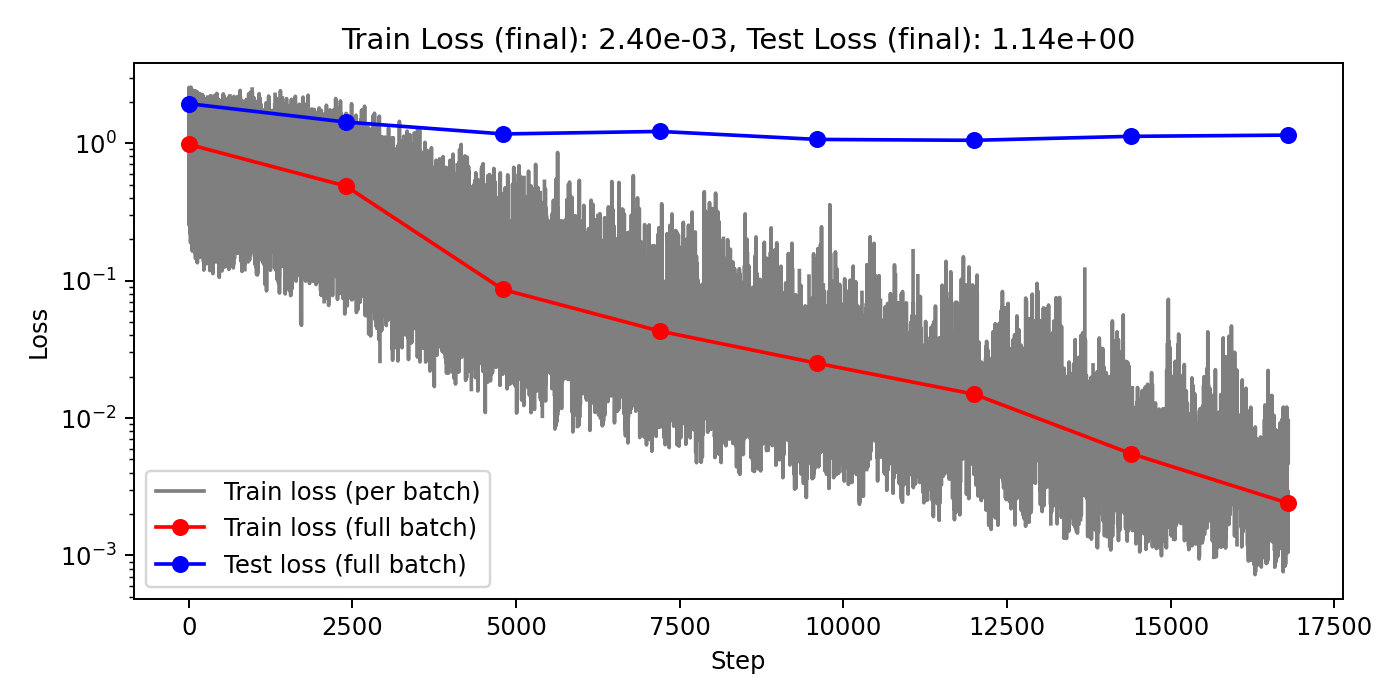 Train Loss (final): 2.40e-03, Test Loss (final): 1.14e+00
Loss
10⁰
10⁻¹
10⁻²
10⁻³
Train loss (per batch)
Train loss (full batch)
Test loss (full batch)
0 2500 5000 7500 10000 12500 15000 17500
Step